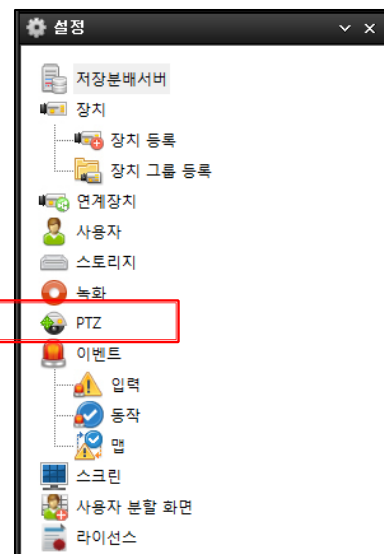 설정
저장분배서버
장치
장치 등록
장치 그룹 등록
연계장치
사용자
스토리지
녹화
PTZ
이벤트
입력
동작
맵
스크린
사용자 분할 화면
라이선스